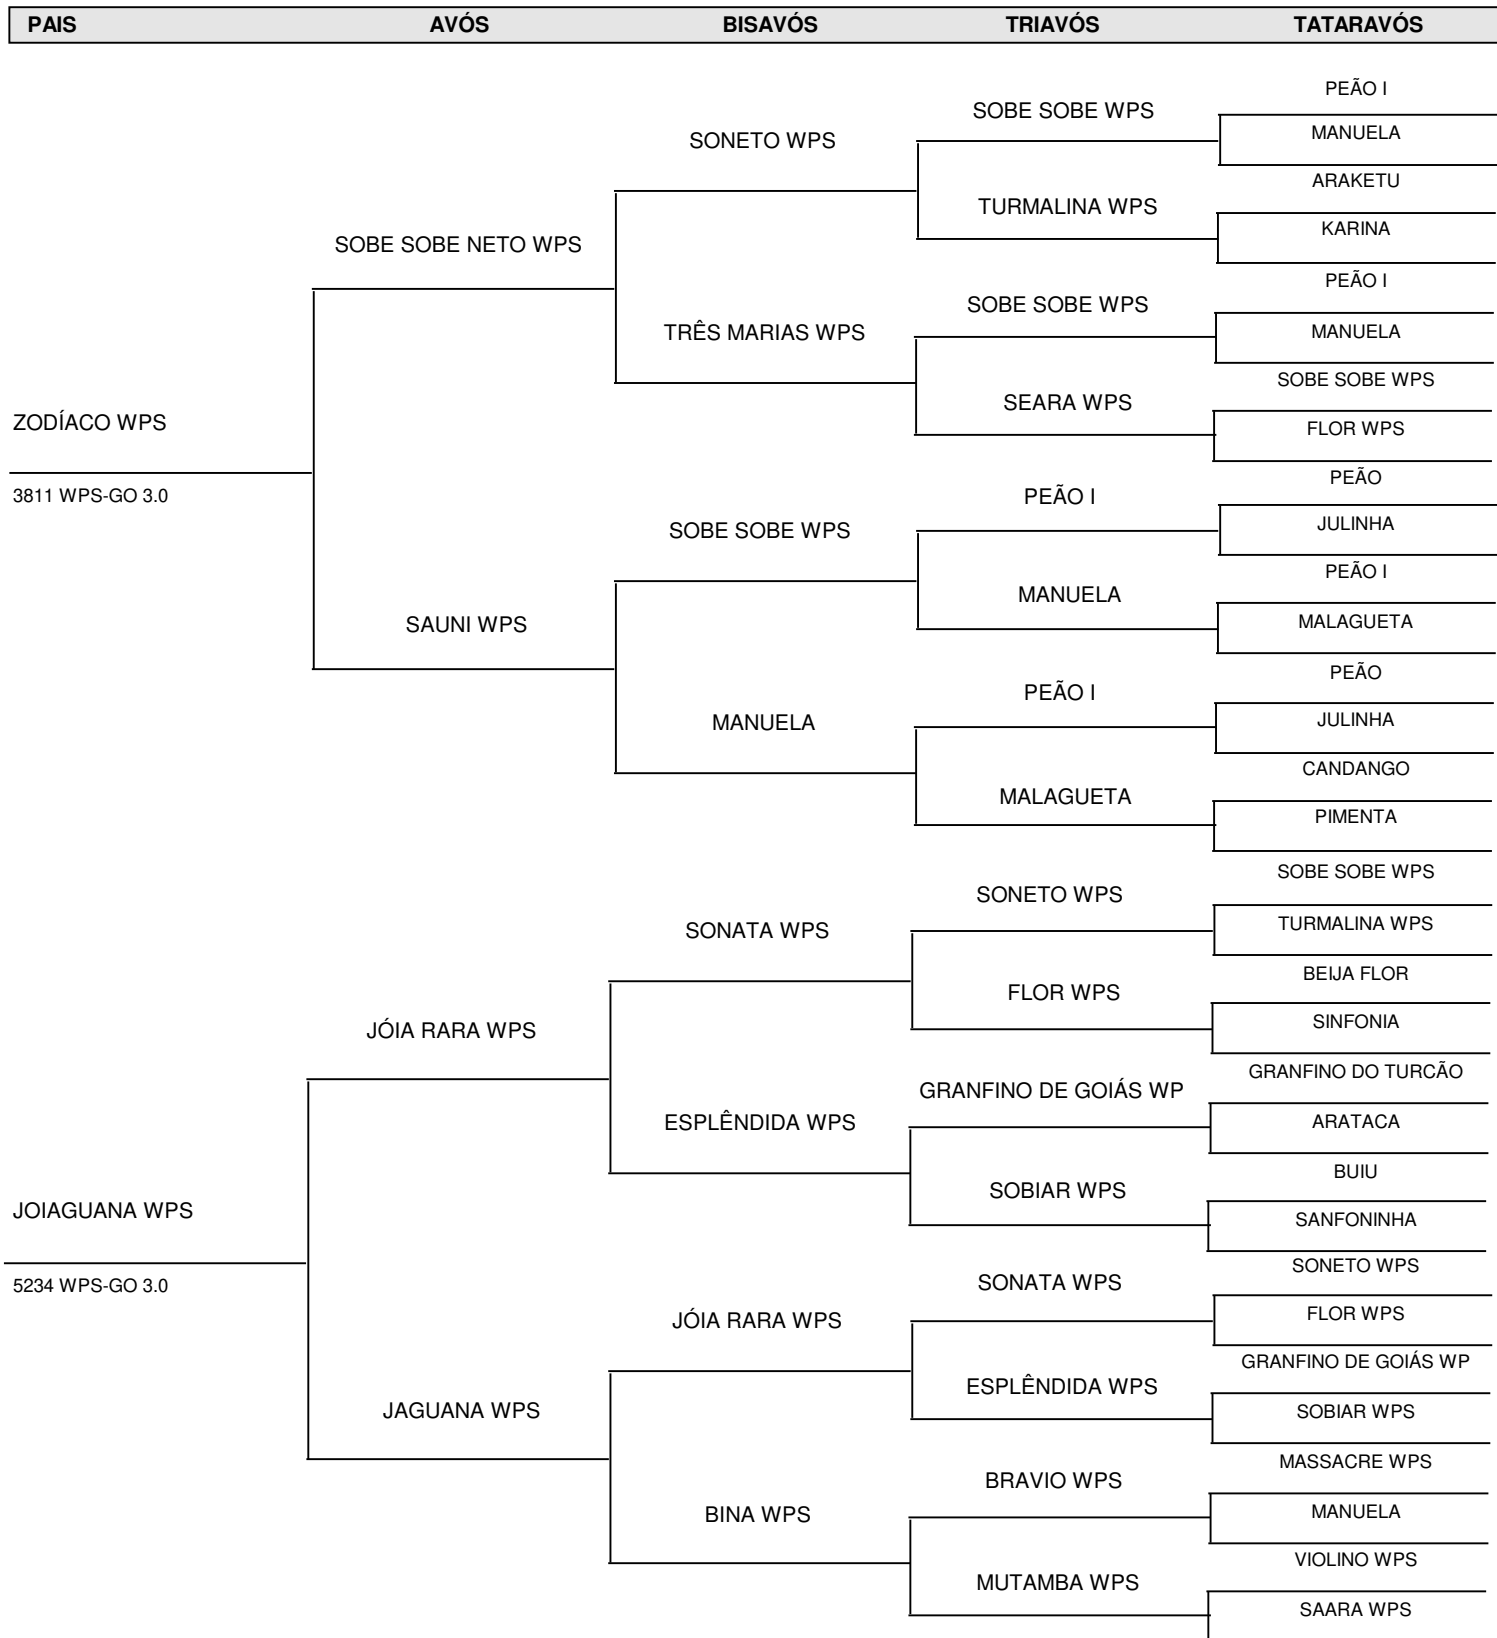 PAIS AVÓS BISAVÓS TRIAVÓS TATARAVÓS
PEÃO I
SOBE SOBE WPS
MANUELA
SONETO WPS
ARAKETU
TURMALINA WPS
KARINA
SOBE SOBE NETO WPS
PEÃO I
SOBE SOBE WPS
MANUELA
TRÊS MARIAS WPS
SOBE SOBE WPS
SEARA WPS
FLOR WPS
ZODÍACO WPS
3811 WPS-GO 3.0
PEÃO
PEÃO I
JULINHA
SOBE SOBE WPS
PEÃO I
MANUELA
MALAGUETA
SAUNI WPS
PEÃO
PEÃO I
JULINHA
MANUELA
CANDANGO
MALAGUETA
PIMENTA
SOBE SOBE WPS
SONETO WPS
TURMALINA WPS
SONATA WPS
BEIJA FLOR
FLOR WPS
SINFONIA
JÓIA RARA WPS
GRANFINO DO TURCÃO
GRANFINO DE GOIÁS WP
ARATACA
ESPLÊNDIDA WPS
BUIU
SOBIAR WPS
SANFONINHA
JOIAGUANA WPS
5234 WPS-GO 3.0
SONETO WPS
SONATA WPS
FLOR WPS
JÓIA RARA WPS
GRANFINO DE GOIÁS WP
ESPLÊNDIDA WPS
SOBIAR WPS
JAGUANA WPS
MASSACRE WPS
BRAVIO WPS
MANUELA
BINA WPS
VIOLINO WPS
MUTAMBA WPS
SAARA WPS